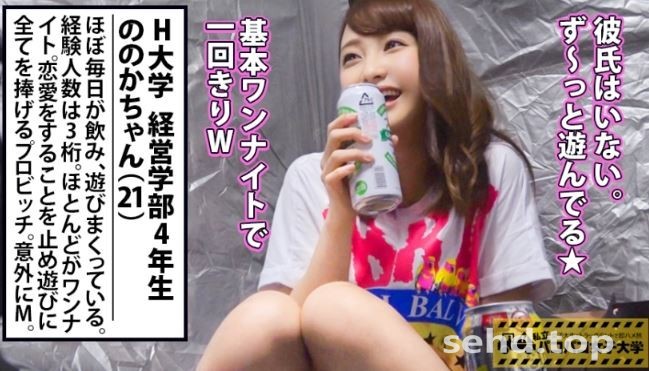 彼氏はいない。
ず～っと遊んでる★
基本ワンナイトで
一回きりW
H大学 経営学部4年生
ののかちゃん(21)
ほぼ毎日が飲み、遊びまくっている。
経験人数は3桁。ほとんどがワンナ
イト。恋愛をすることを止め遊びに
全てを捧げるプロビッチ。意外にM。
sehd.top